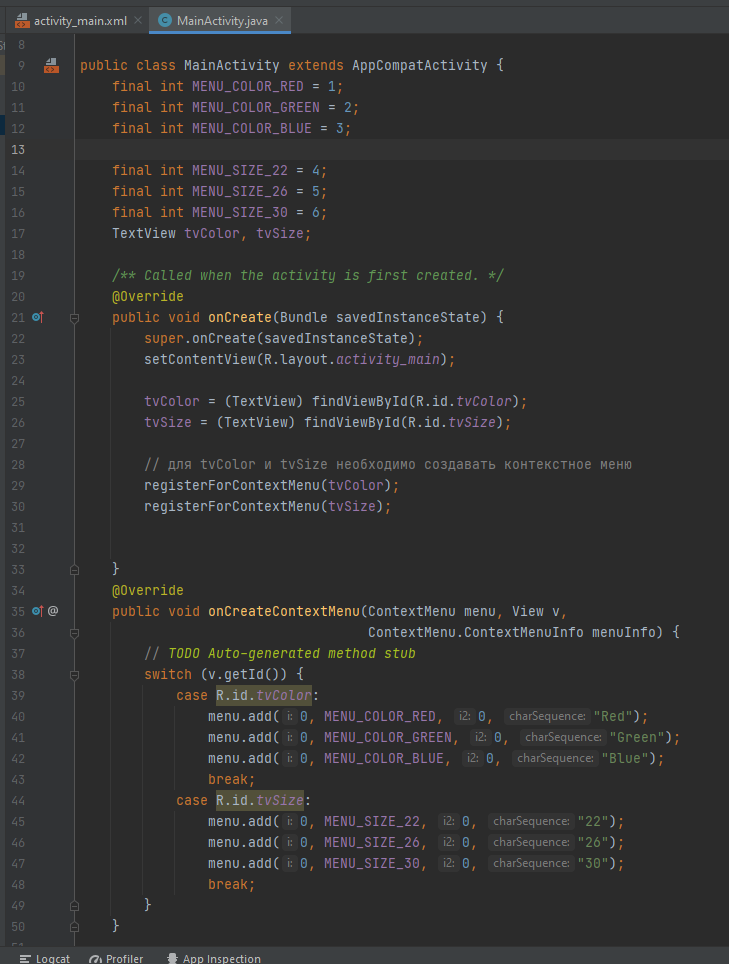 activity_main.xml MainActivity.java
8
9 public class MainActivity extends AppCompatActivity {
10 final int MENU_COLOR_RED = 1;
11 final int MENU_COLOR_GREEN = 2;
12 final int MENU_COLOR_BLUE = 3;
13
14 final int MENU_SIZE_22 = 4;
15 final int MENU_SIZE_26 = 5;
16 final int MENU_SIZE_30 = 6;
17 TextView tvColor, tvSize;
18
19 /** Called when the activity is first created. */
20 @Override
21 public void onCreate(Bundle savedInstanceState) {
22 super.onCreate(savedInstanceState);
23 setContentView(R.layout.activity_main);
24
25 tvColor = (TextView) findViewById(R.id.tvColor);
26 tvSize = (TextView) findViewById(R.id.tvSize);
27
28 // для tvColor и tvSize необходимо создавать контекстное меню
29 registerForContextMenu(tvColor);
30 registerForContextMenu(tvSize);
31
32
33 }
34 @Override
35 @ public void onCreateContextMenu(ContextMenu menu, View v,
36 ContextMenu.ContextMenuInfo menuInfo) {
37 // TODO Auto-generated method stub
38 switch (v.getId()) {
39 case R.id.tvColor:
40 menu.add( i: 0, MENU_COLOR_RED, i2: 0, charSequence: "Red");
41 menu.add( i: 0, MENU_COLOR_GREEN, i2: 0, charSequence: "Green");
42 menu.add( i: 0, MENU_COLOR_BLUE, i2: 0, charSequence: "Blue");
43 break;
44 case R.id.tvSize:
45 menu.add( i: 0, MENU_SIZE_22, i2: 0, charSequence: "22");
46 menu.add( i: 0, MENU_SIZE_26, i2: 0, charSequence: "26");
47 menu.add( i: 0, MENU_SIZE_30, i2: 0, charSequence: "30");
48 break;
49 }
50 }
Logcat Profiler App Inspection